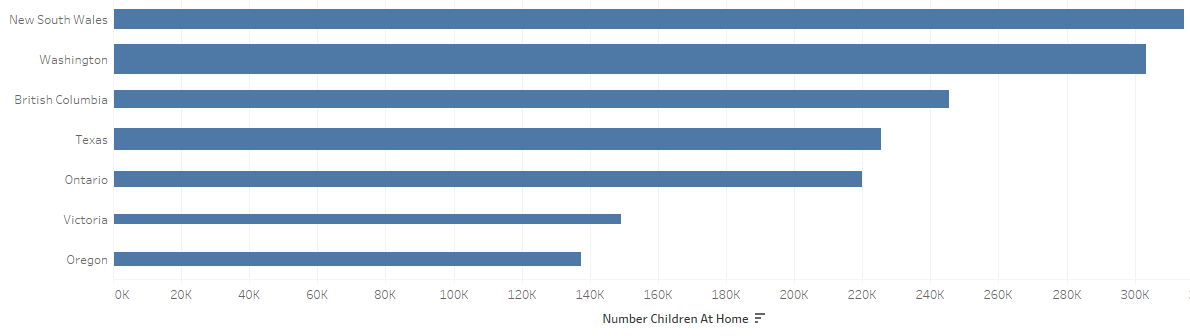 New South Wales
Washington
British Columbia
Texas
Ontario
Victoria
Oregon
0K 20K 40K 60K 80K 100K 120K 140K 160K 180K 200K 220K 240K 260K 280K 300K
Number Children At Home